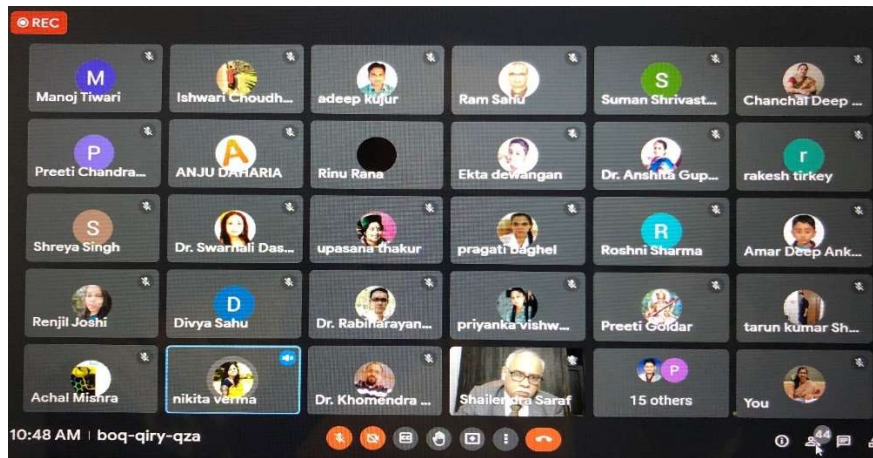 REC
M
Manoj Tiwari
Ishwari Choudh...
adeep kujur
Ram Sahu
S
Suman Shrivast...
Chanchal Deep ...
P
Preeti Chandra...
A
ANJU DAHARIA
Rinu Rana
Ekta dewangan
Dr. Anshita Gup...
r
rakesh tirkey
S
Shreya Singh
Dr. Swarnali Das...
upasana thakur
pragati baghel
R
Roshni Sharma
Amar Deep Ank...
Renjil Joshi
D
Divya Sahu
Dr. Rabinarayan...
priyanka vishw...
Preeti Goldar
tarun kumar Sh...
Achal Mishra
nikita verma
Dr. Khomendra ...
Shailendra Saraf
P
15 others
You
10:48 AM | boq-qiry-qza
44